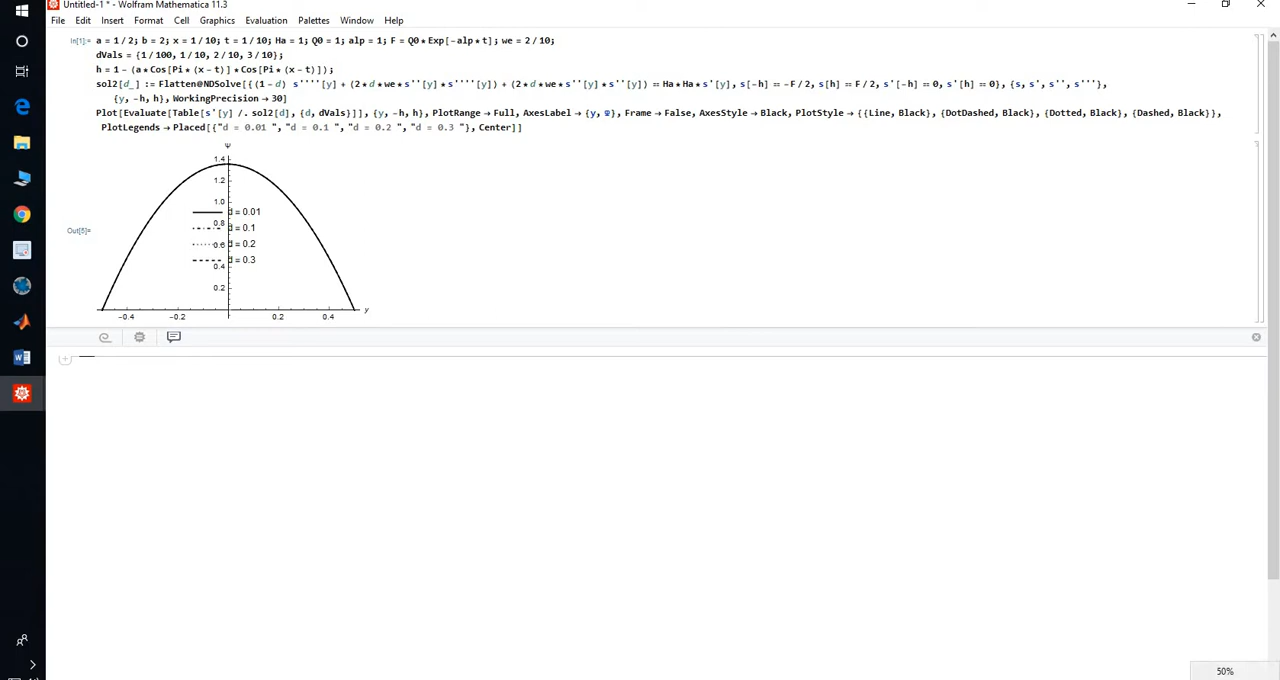 Untitled-1 * - Wolfram Mathematica 11.3
File Edit Insert Format Cell Graphics Evaluation Palettes Window Help
In[1]:= a = 1 / 2; b = 2; x = 1 / 10; t = 1 / 10; Ha = 1; Q0 = 1; alp = 1; F = Q0 * Exp[-alp * t]; we = 2 / 10;
dVals = {1 / 100, 1 / 10, 2 / 10, 3 / 10};
h = 1 - (a * Cos[Pi * (x - t)] * Cos[Pi * (x - t)]);
sol2[d_] := Flatten@NDSolve[{(1 - d) s''''[y] + (2 * d * we * s''[y] * s''''[y]) + (2 * d * we * s'''[y] * s'''[y]) == Ha * Ha * s''[y], s[-h] == -F / 2, s[h] == F / 2, s'[-h] == 0, s'[h] == 0}, {s, s', s'', s'''},
{y, -h, h}, WorkingPrecision → 30]
Plot[Evaluate[Table[s'[y] /. sol2[d], {d, dVals}]], {y, -h, h}, PlotRange → Full, AxesLabel → {y, Ψ}, Frame → False, AxesStyle → Black, PlotStyle → {{Line, Black}, {DotDashed, Black}, {Dotted, Black}, {Dashed, Black}},
PlotLegends → Placed[{"d = 0.01 ", "d = 0.1 ", "d = 0.2 ", "d = 0.3 "}, Center]]
Ψ
1.4
1.2
1.0
d = 0.01
0.8
d = 0.1
Out[5]=
0.6
d = 0.2
0.4
d = 0.3
0.2
-0.4 -0.2 0.2 0.4 y
50%